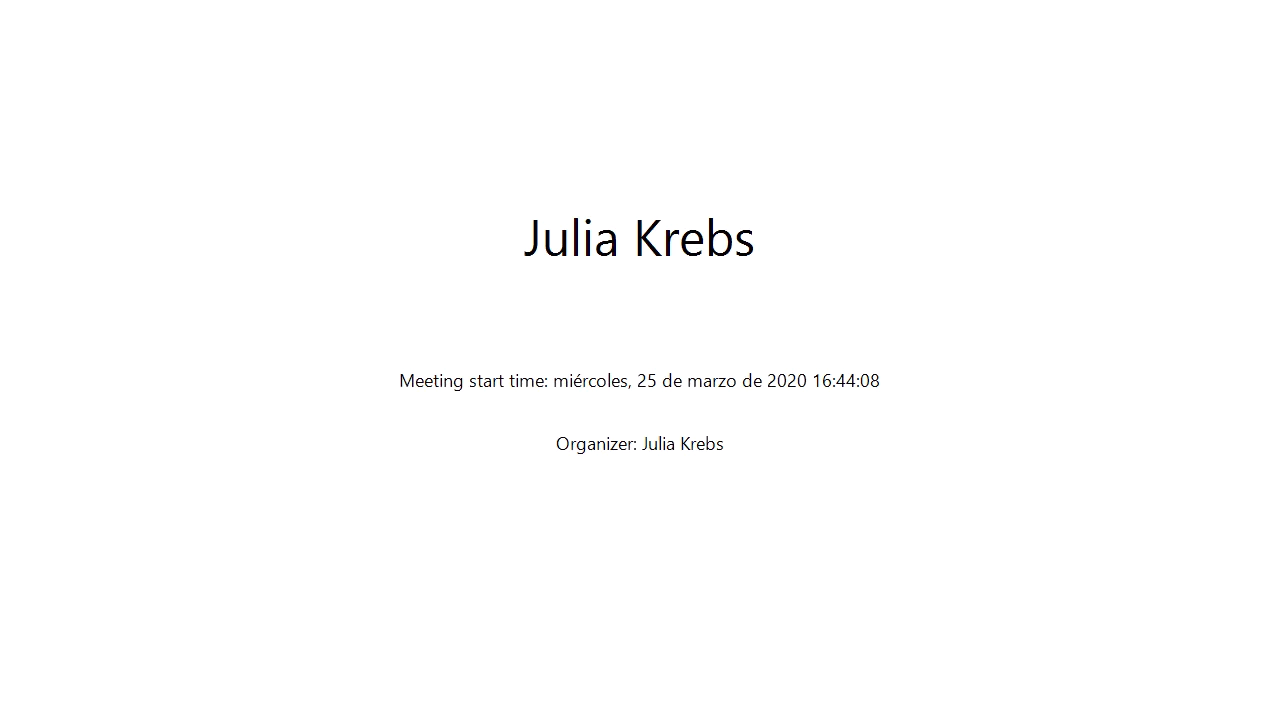 Julia Krebs
Meeting start time: miércoles, 25 de marzo de 2020 16:44:08
Organizer: Julia Krebs